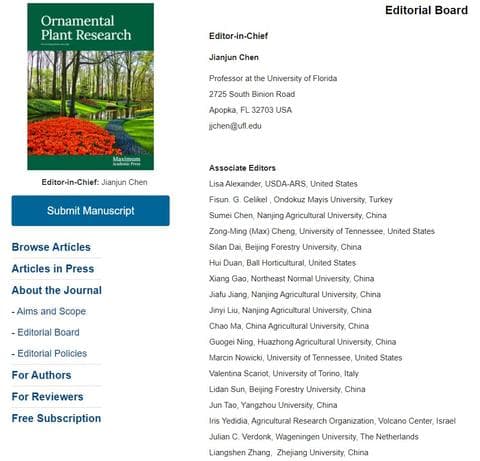 Ornamental
Plant Research
Maximum
Academic Press
Editor-in-Chief: Jianjun Chen
Submit Manuscript
Browse Articles
Articles in Press
About the Journal
- Aims and Scope
- Editorial Board
- Editorial Policies
For Authors
For Reviewers
Free Subscription
Editorial Board
Editor-in-Chief
Jianjun Chen
Professor at the University of Florida
2725 South Binion Road
Apopka, FL 32703 USA
jjchen@ufl.edu
Associate Editors
Lisa Alexander, USDA-ARS, United States
Fisun. G. Celikel , Ondokuz Mayis University, Turkey
Sumei Chen, Nanjing Agricultural University, China
Zong-Ming (Max) Cheng, University of Tennessee, United States
Silan Dai, Beijing Forestry University, China
Hui Duan, Ball Horticultural, United States
Xiang Gao, Northeast Normal University, China
Jiafu Jiang, Nanjing Agricultural University, China
Jinyi Liu, Nanjing Agricultural University, China
Chao Ma, China Agricultural University, China
Guogei Ning, Huazhong Agricultural University, China
Marcin Nowicki, University of Tennessee, United States
Valentina Scariot, University of Torino, Italy
Lidan Sun, Beijing Forestry University, China
Jun Tao, Yangzhou University, China
Iris Yedidia, Agricultural Research Organization, Volcano Center, Israel
Julian C. Verdonk, Wageningen University, The Netherlands
Liangshen Zhang, Zhejiang University, China